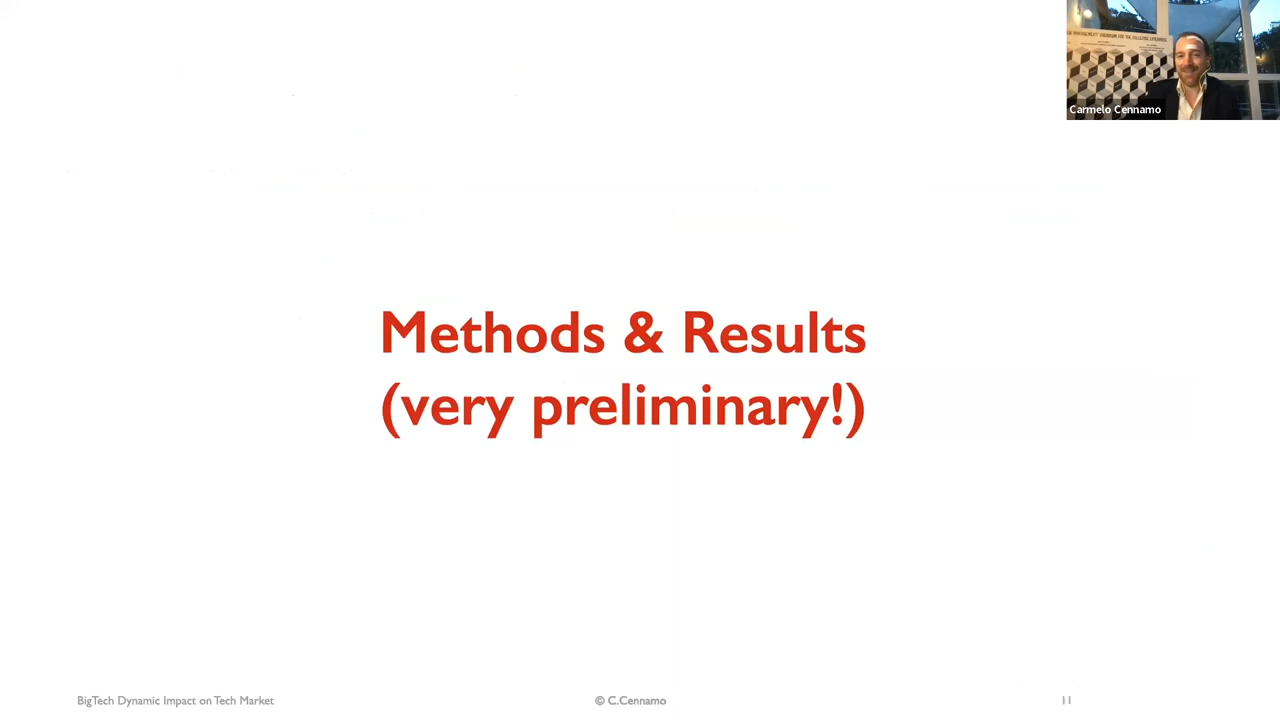 Carmelo Cennamo
Methods & Results
(very preliminary!)
BigTech Dynamic Impact on Tech Market
© C.Cennamo
11